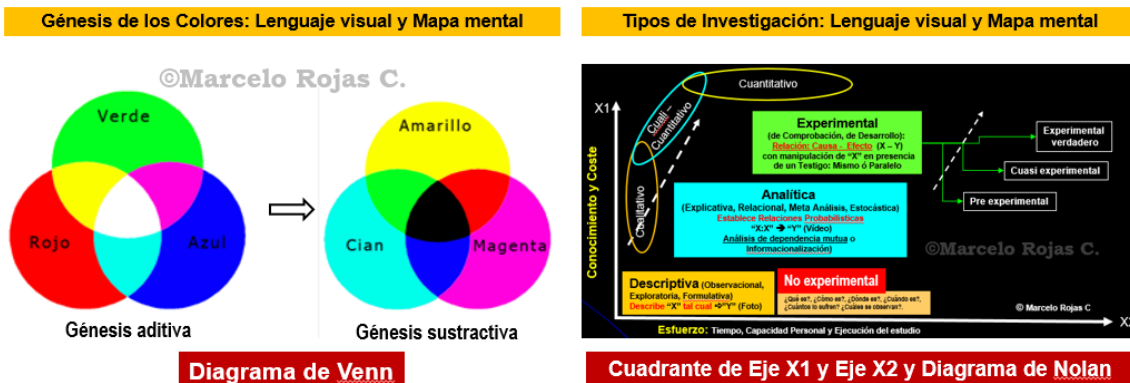 Génesis de los Colores: Lenguaje visual y Mapa mental
©Marcelo Rojas C.
Verde
Rojo
Azul
Génesis aditiva
Amarillo
Cian
Magenta
Génesis sustractiva
Diagrama de Venn
Tipos de Investigación: Lenguaje visual y Mapa mental
X1
Conocimiento y Coste
Cualitativo
Cuali –
Cuantitativo
Cuantitativo
Experimental
(de Comprobación, de Desarrollo):
Relación: Causa - Efecto (X – Y)
con manipulación de “X” en presencia
de un Testigo: Mismo ó Paralelo
Experimental
verdadero
Cuasi experimental
Pre experimental
Analítica
(Explicativa, Relacional, Meta Análisis, Estocástica)
Establece Relaciones Probabilísticas
“X:X” ➔ “Y” (Vídeo)
Análisis de dependencia mutua o
Informacionalización)
©Marcelo Rojas C.
Descriptiva (Observacional,
Exploratoria, Formulativa)
Describe “X” tal cual ➪“Y” (Foto)
No experimental
¿Qué es?, ¿Cómo es?, ¿Dónde es?, ¿Cuándo es?,
¿Cuántos lo sufren? ¿Cuáles se observan?.
© Marcelo Rojas C
X2
Esfuerzo: Tiempo, Capacidad Personal y Ejecución del estudio
Cuadrante de Eje X1 y Eje X2 y Diagrama de Nolan